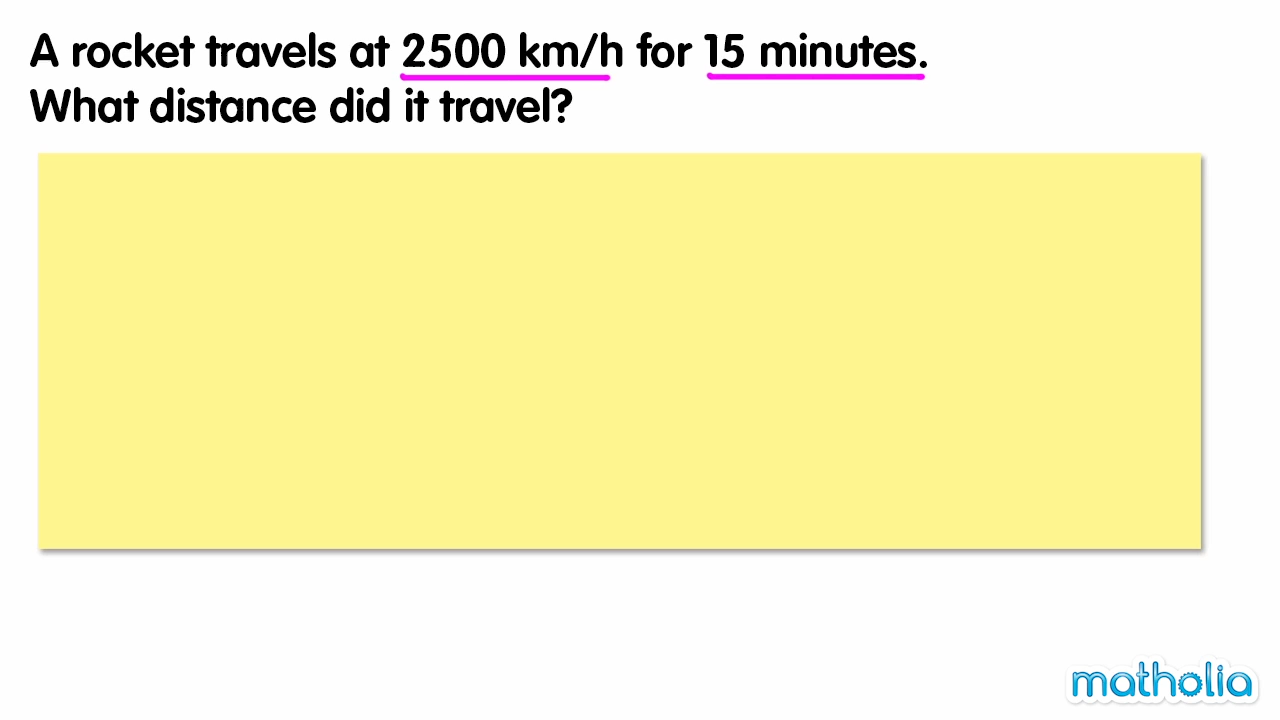 A rocket travels at 2500 km/h for 15 minutes.
What distance did it travel?
matholia